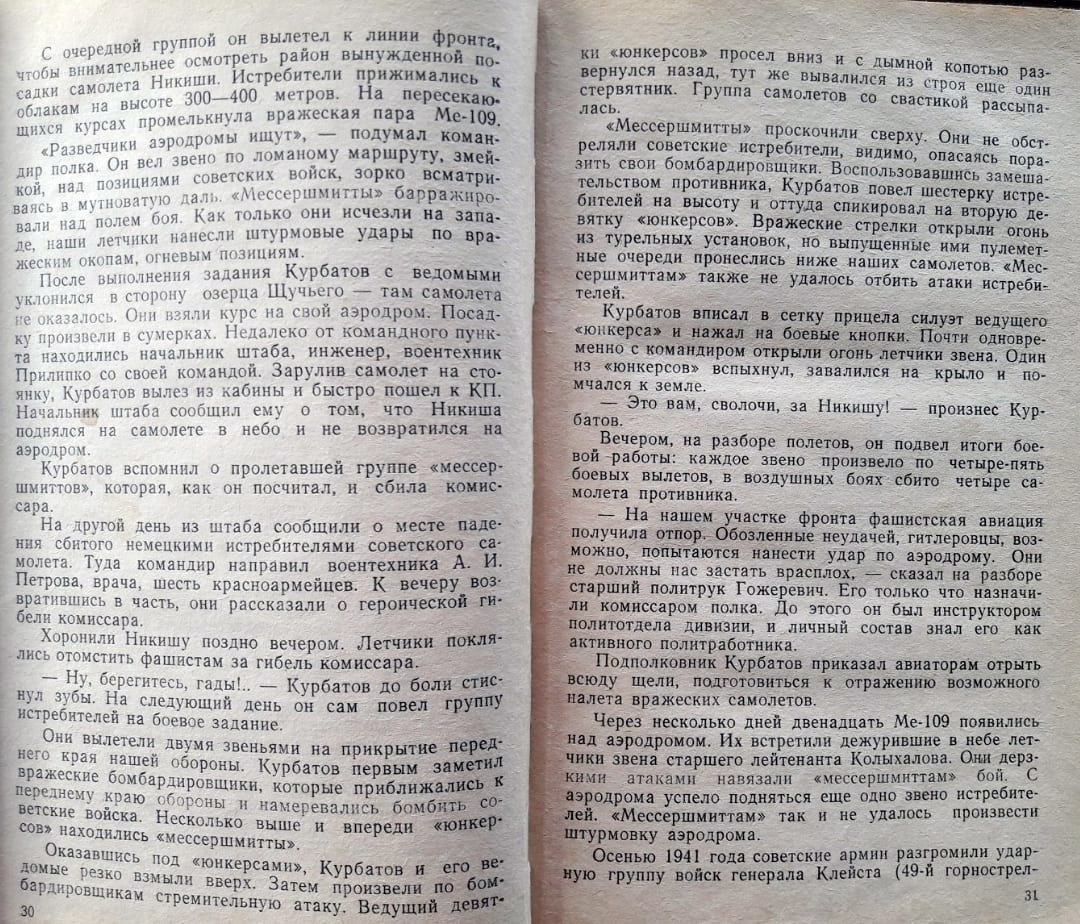 С очередной группой он вылетел к линии фронта,
чтобы внимательнее осмотреть район вынужденной по-
садки самолета Никиши. Истребители прижимались к
облакам на высоте 300—400 метров. На пересекаю-
щихся курсах промелькнула вражеская пара Ме-109.
«Разведчики аэродромы ищут», — подумал коман-
дир полка. Он вел звено по ломаному маршруту, змей-
кой, над позициями советских войск, зорко всматри-
ваясь в мутноватую даль. «Мессершмитты» барражиро-
вали над полем боя. Как только они исчезли на запа-
де, наши летчики нанесли штурмовые удары по вра-
жеским окопам, огневым позициям.
После выполнения задания Курбатов с ведомыми
уклонился в сторону озерца Щучьего — там самолета
не оказалось. Они взяли курс на свой аэродром. Посад-
ку произвели в сумерках. Недалеко от командного пунк-
та находились начальник штаба, инженер, военте﻿хник
Прилипко со своей командой. Зарулив самолет на сто-
янку, Курбатов вылез из кабины и быстро пошел к КП.
Начальник штаба сообщил ему о том, что Никиша
поднялся на самолете в небо и не возвратился на
аэродром.
Курбатов вспомнил о пролетавшей группе «мессер-
шмиттов», которая, как он посчитал, и сбила комис-
сара.
На другой день из штаба сообщили о месте паде-
ния сбитого немецкими истребителями советского са-
молета. Туда командир направил воентехника А. И.
Петрова, врача, шесть красноармейцев. К вечеру воз-
вратившись в часть, они рассказали о героической ги-
бели комиссара.
Хоронили Никишу поздно вечером. Летчики покля-
лись отомстить фашистам за гибель комиссара.
— Ну, берегитесь, гады!.. — Курбатов до боли стис-
нул зубы. На следующий день он сам повел группу
истребителей на боевое задание.
Они вылетели двумя звеньями на прикрытие перед-
него края нашей обороны. Курбатов первым заметил
вражеские бомбардировщики, которые приближались к
переднему краю обороны и намеревались бомбить со-
ветские войска. Несколько выше и впереди «юнкер-
сов» находились «мессершмитты».
Оказавшись под «юнкерсами», Курбатов и его ве-
домые резко взмыли вверх. Затем произвели по бом-
бардировщикам стремительную атаку. Ведущий девят-
30
ки «юнкерсов» просел вниз и с дымной копотью раз-
вернулся назад, тут же вывалился из строя еще один
стервятник. Группа самолетов со свастикой рассыпа-
лась.
«Мессершмитты» проскочили сверху. Они не обст-
реляли советские истребители, видимо, опасаясь пора-
зить свои бомбардировщики. Воспользовавшись замеша-
тельством противника, Курбатов повел шестерку истре-
бителей на высоту и оттуда спикировал на вторую де-
вятку «юнкерсов». Вражеские стрелки открыли огонь
из турельных установок, но выпущенные ими пулемет-
ные очереди пронеслись ниже наших самолетов. «Мес-
сершмиттам» также не удалось отбить атаки истреби-
телей.
Курбатов вписал в сетку прицела силуэт ведущего
«юнкерса» и нажал на боевые кнопки. Почти одновре-
менно с командиром открыли огонь летчики звена. Один
из «юнкерсов» вспыхнул, завалился на крыло и по-
мчался к земле.
— Это вам, сволочи, за Никишу! — произнес Кур-
батов.
Вечером, на разборе полетов, он подвел итоги бое-
вой работы: каждое звено произвело по четыре-пять
боевых вылетов, в воздушных боях сбито четыре са-
молета противника.
— На нашем участке фронта фашистская авиация
получила отпор. Обозленные неудачей, гитлеровцы, воз-
можно, попытаются нанести удар по аэродрому. Они
не должны нас застать врасплох, — сказал на разборе
старший политрук Гожеревич. Его только что назначи-
ли комиссаром полка. До этого он был инструктором
политотдела дивизии, и личный состав знал его как
активного политработника.
Подполковник Курбатов приказал авиаторам отрыть
всюду щели, подготовиться к отражению возможного
налета вражеских самолетов.
Через несколько дней двенадцать Ме-109 появились
над аэродромом. Их встретили дежурившие в небе лет-
чики звена старшего лейтенанта Колыхалова. Они дерз-
кими атаками навязали «мессершмиттам» бой. С
аэродрома успело подняться еще одно звено истребите-
лей. «Мессершмиттам» так и не удалось произвести
штурмовку аэродрома.
Осенью 1941 года советские армии разгромили удар-
ную группу войск генерала Клейста (49-й горнострел-
31